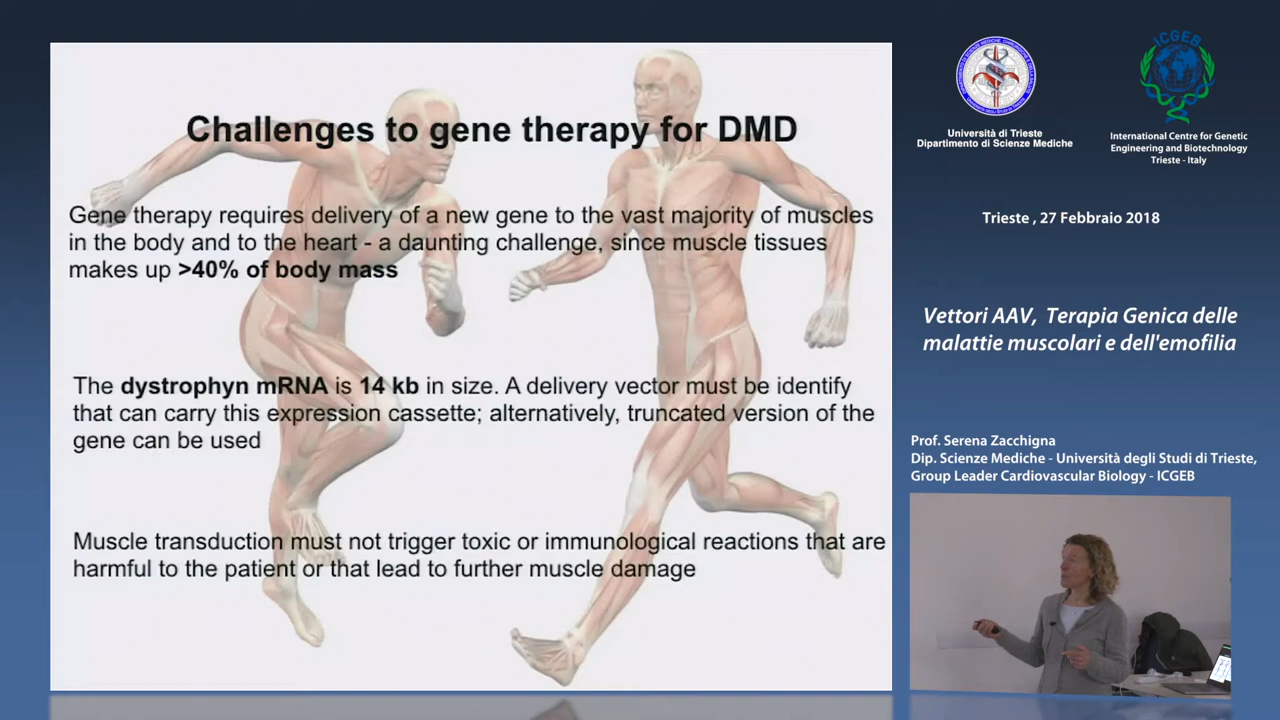 Challenges to gene therapy for DMD
Gene therapy requires delivery of a new gene to the vast majority of muscles
in the body and to the heart - a daunting challenge, since muscle tissues
makes up >40% of body mass
The dystrophyn mRNA is 14 kb in size. A delivery vector must be identify
that can carry this expression cassette; alternatively, truncated version of the
gene can be used
Muscle transduction must not trigger toxic or immunological reactions that are
harmful to the patient or that lead to further muscle damage
Università di Trieste
Dipartimento di Scienze Mediche
ICGEB
International Centre for Genetic
Engineering and Biotechnology
Trieste - Italy
Trieste , 27 Febbraio 2018
Vettori AAV, Terapia Genica delle
malattie muscolari e dell'emofilia
Prof. Serena Zacchigna
Dip. Scienze Mediche - Università degli Studi di Trieste,
Group Leader Cardiovascular Biology - ICGEB